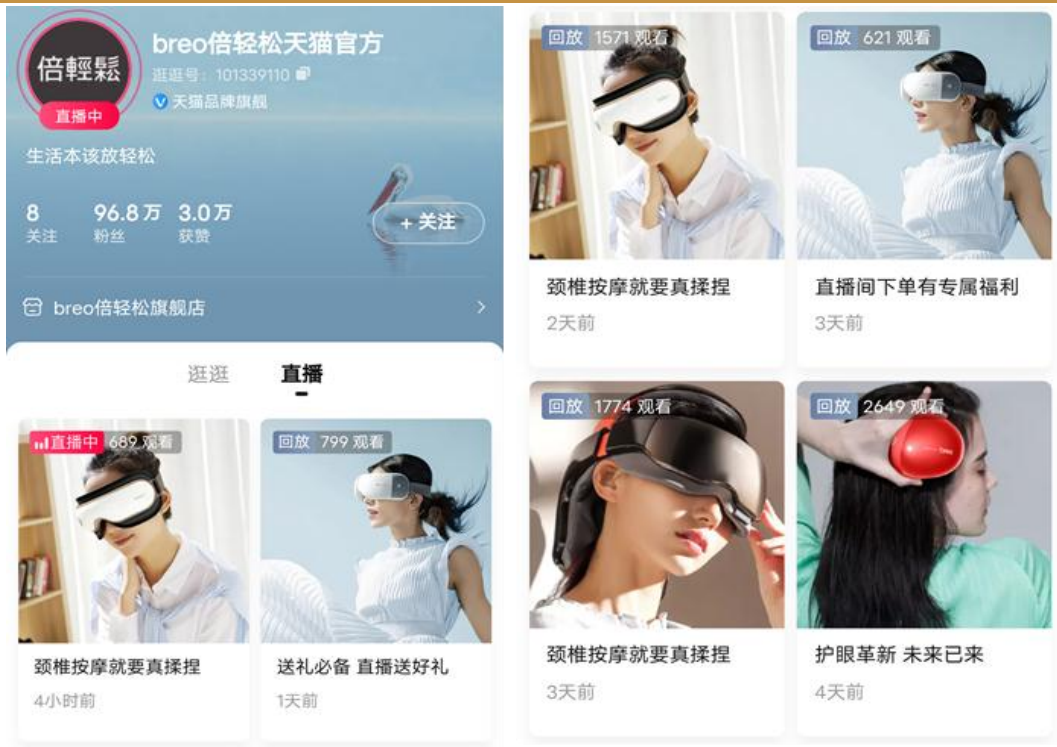 breo倍轻松天猫官方
倍輕鬆
逛逛号：101339110
直播中
天猫品牌旗舰
生活本该放轻松
8 96.8万 3.0万
关注 粉丝 获赞
+ 关注
breo倍轻松旗舰店
逛逛 直播
直播中 689 观看
颈椎按摩就要真揉捏
4小时前
回放 799 观看
送礼必备 直播送好礼
1天前
回放 1571 观看
颈椎按摩就要真揉捏
2天前
回放 621 观看
直播间下单有专属福利
3天前
回放 1774 观看
颈椎按摩就要真揉捏
3天前
回放 2649 观看
护眼革新 未来已来
4天前